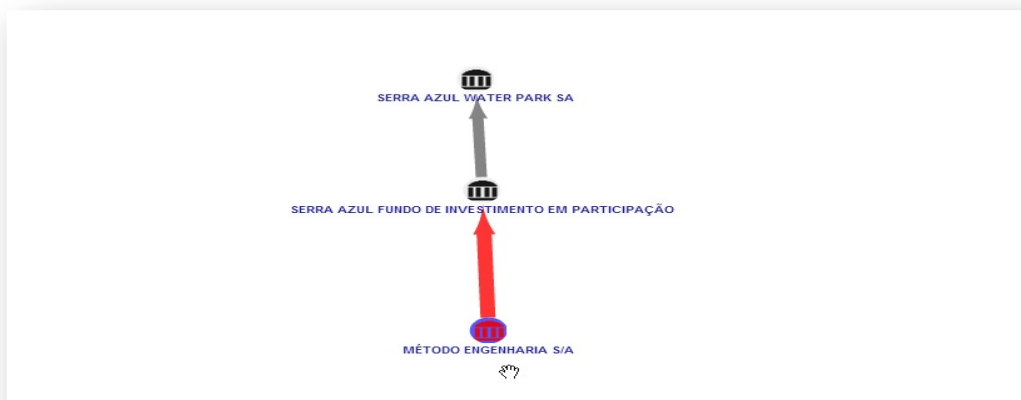 SERRA AZUL WATER PARK SA
SERRA AZUL FUNDO DE INVESTIMENTO EM PARTICIPAÇÃO
MÉTODO ENGENHARIA S/A